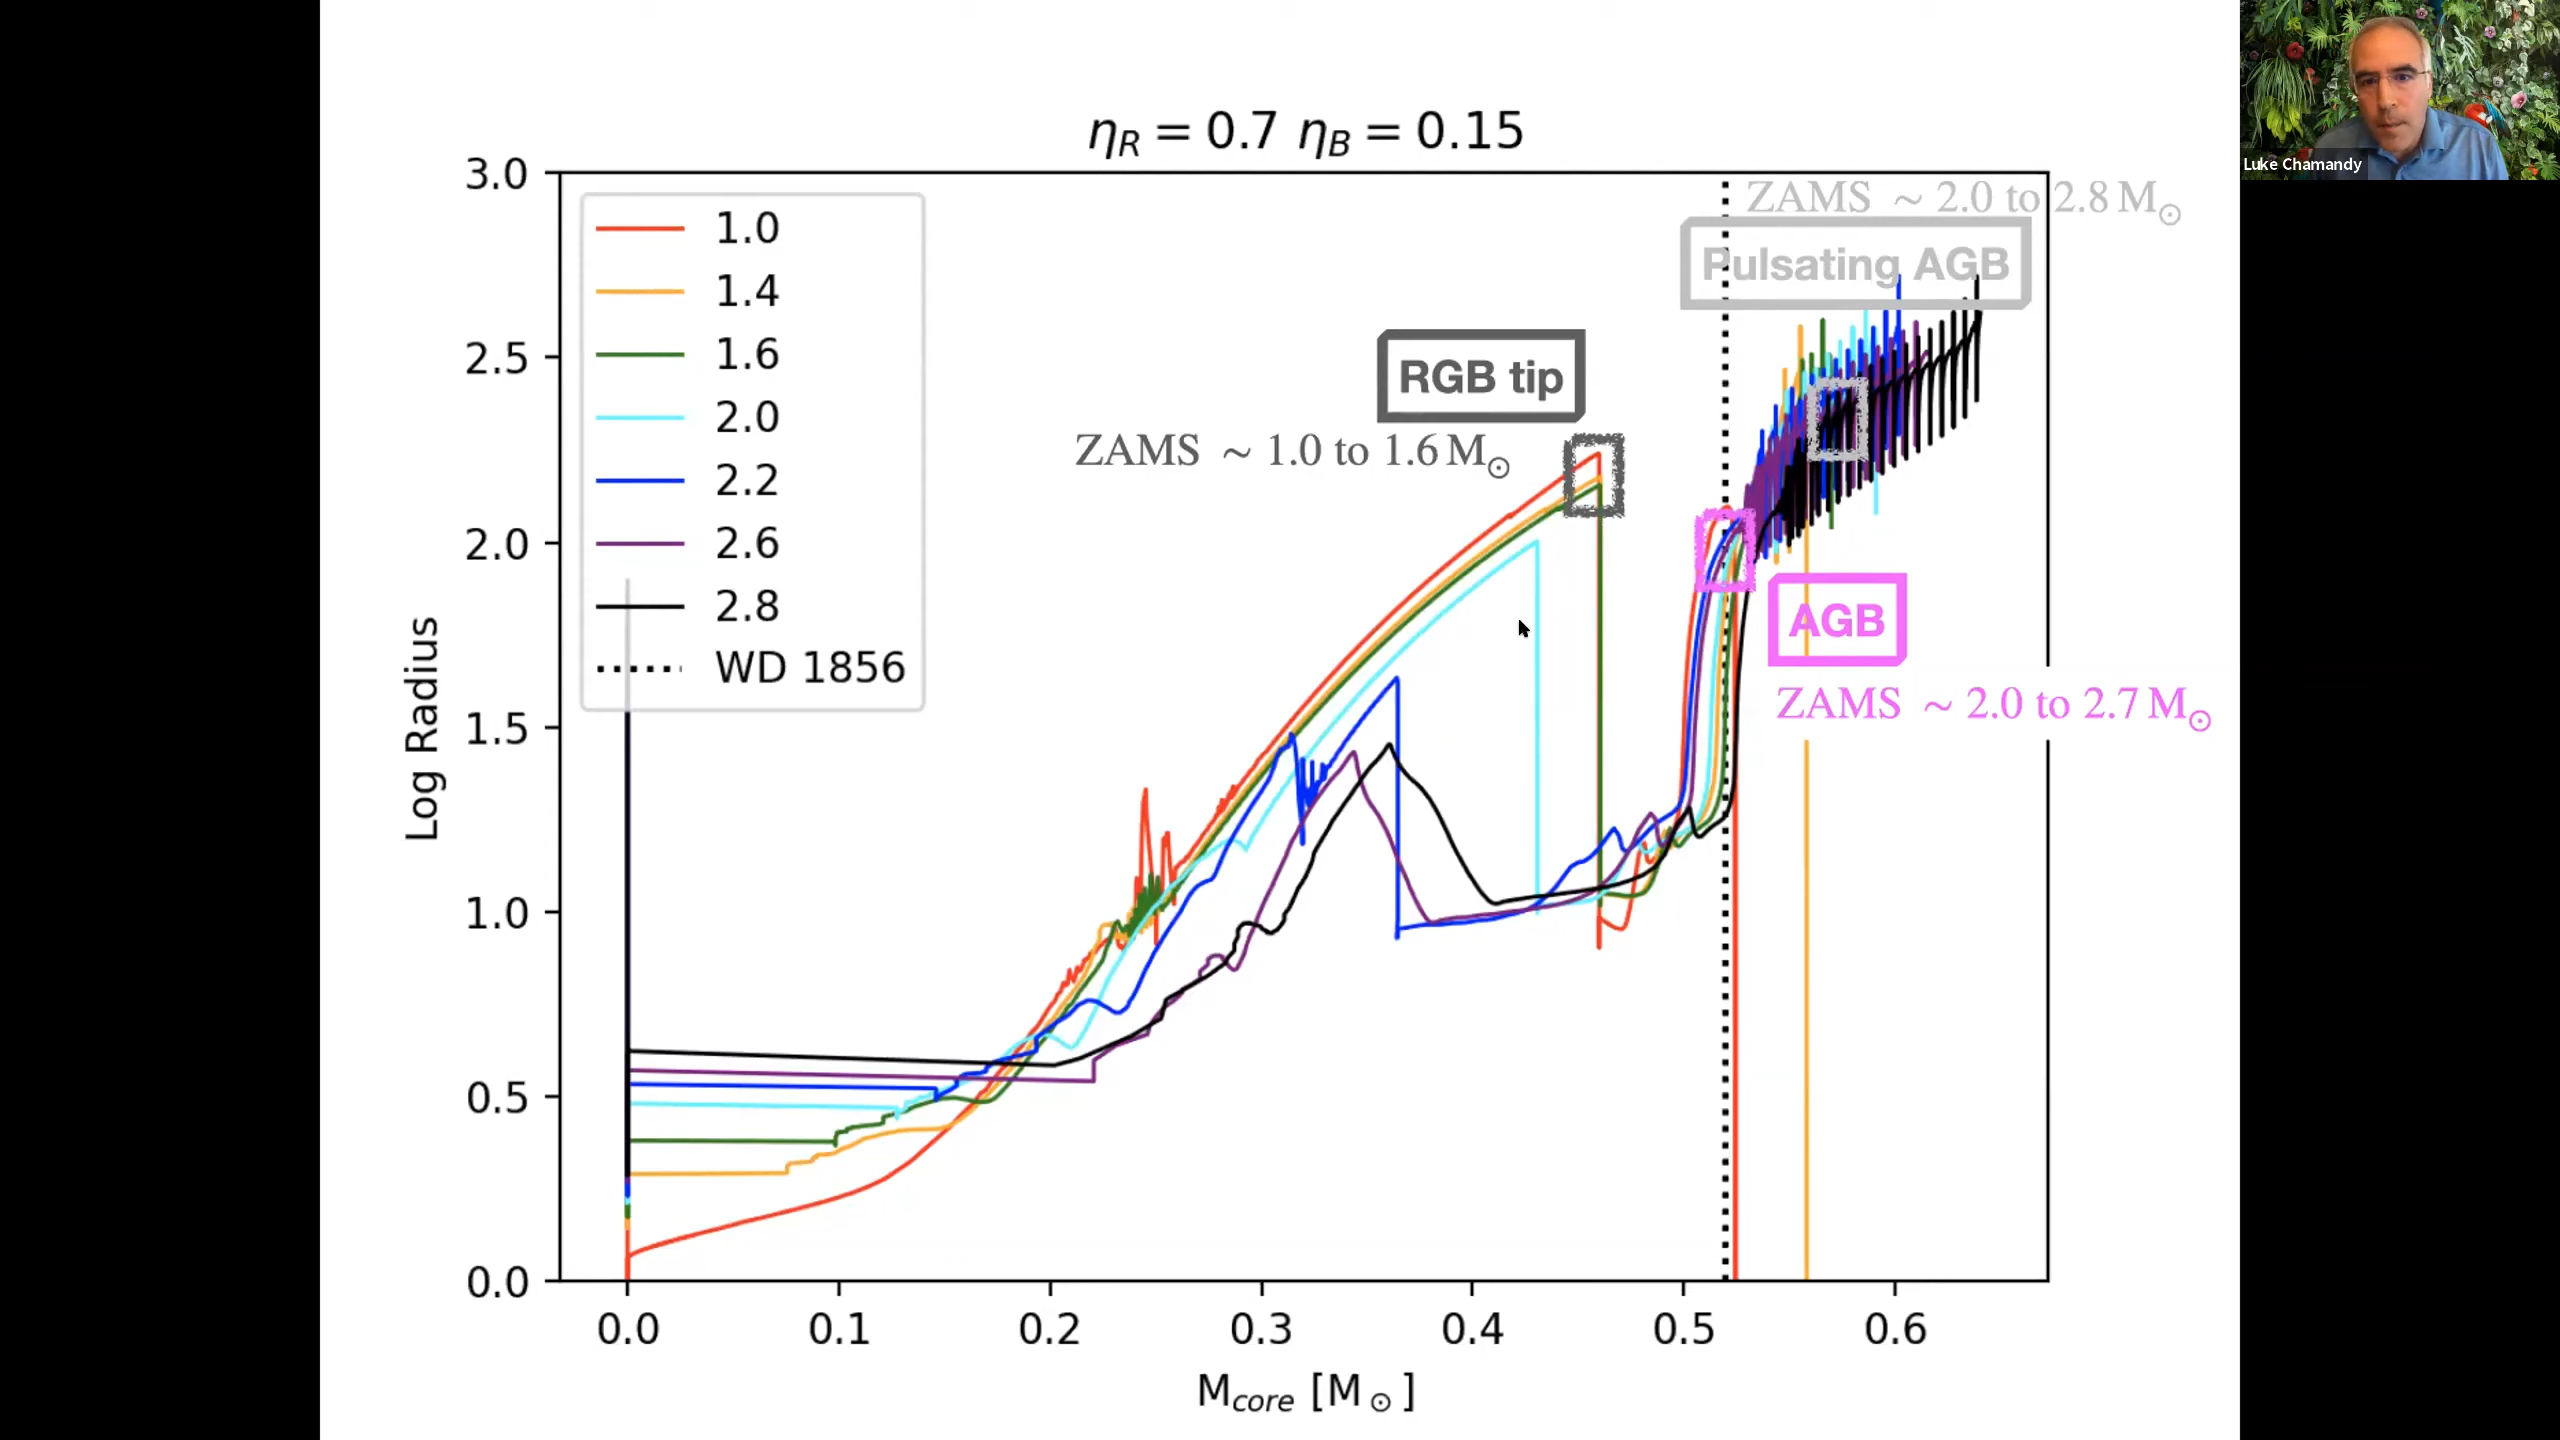 η_R = 0.7 η_B = 0.15
3.0
2.5
2.0
1.5
1.0
0.5
0.0
Log Radius
1.0
1.4
1.6
2.0
2.2
2.6
2.8
WD 1856
ZAMS ~ 2.0 to 2.8 M⊙
Pulsating AGB
RGB tip
ZAMS ~ 1.0 to 1.6 M⊙
AGB
ZAMS ~ 2.0 to 2.7 M⊙
0.0 0.1 0.2 0.3 0.4 0.5 0.6
M_core [M⊙]
Luke Chamandy